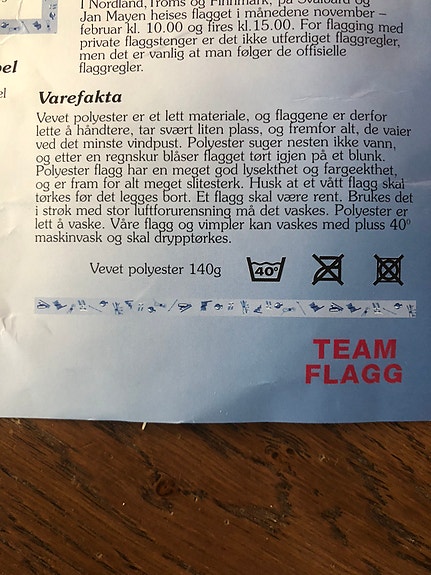 I Nordland, Troms og Finnmark, på Svalbard og
Jan Mayen heises flagget i månedene november –
februar kl. 10.00 og fires kl.15.00. For flagging med
private flaggstenger er det ikke utferdiget flaggregler,
men det er vanlig at man følger de offisielle
flaggregler.
Varefakta
Vevet polyester er et lett materiale, og flaggene er derfor
lette å håndtere, tar svært liten plass, og fremfor alt, de vaier
ved det minste vindpust. Polyester suger nesten ikke vann,
og etter en regnskur blåser flagget tørt igjen på et blunk.
Polyester flagg har en meget god lysekthet og fargeekthet,
og er fram for alt meget slitesterk. Husk at et vått flagg skal
tørkes før det legges bort. Et flagg skal være rent. Brukes det
i strøk med stor luftforurensning må det vaskes. Polyester er
lett å vaske. Våre flagg og vimpler kan vaskes med pluss 40°
maskinvask og skal drypptørkes.
Vevet polyester 140g
40°
TEAM
FLAGG